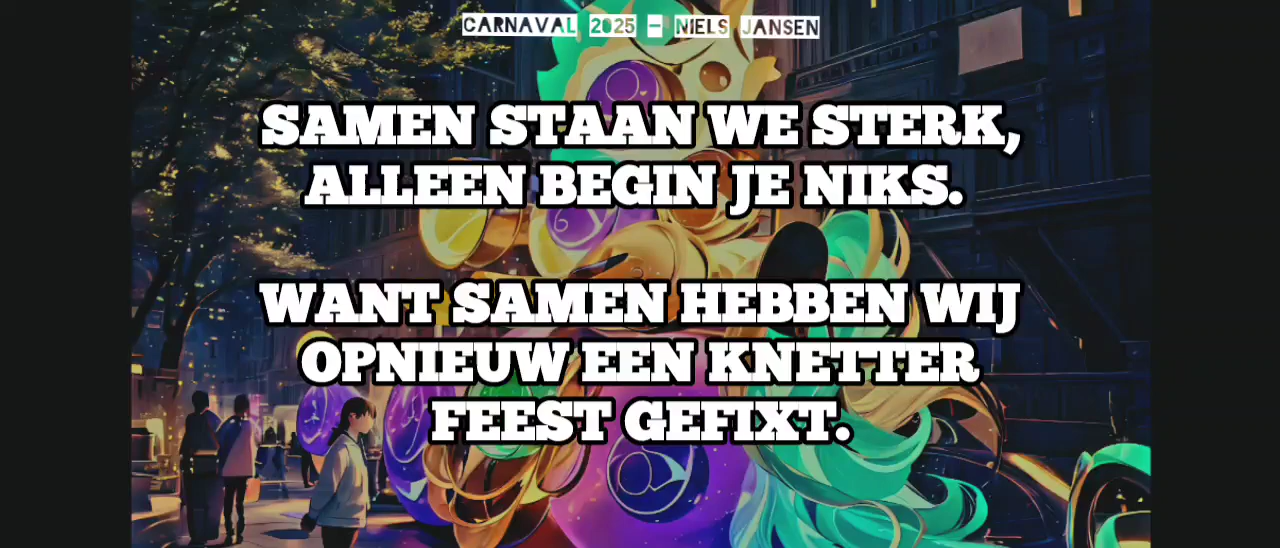 CARNAVAL 2025 – NIELS JANSEN
SAMEN STAAN WE STERK,
ALLEEN BEGIN JE NIKS.
WANT SAMEN HEBBEN WIJ
OPNIEUW EEN KNETTER
FEEST GEFIXT.